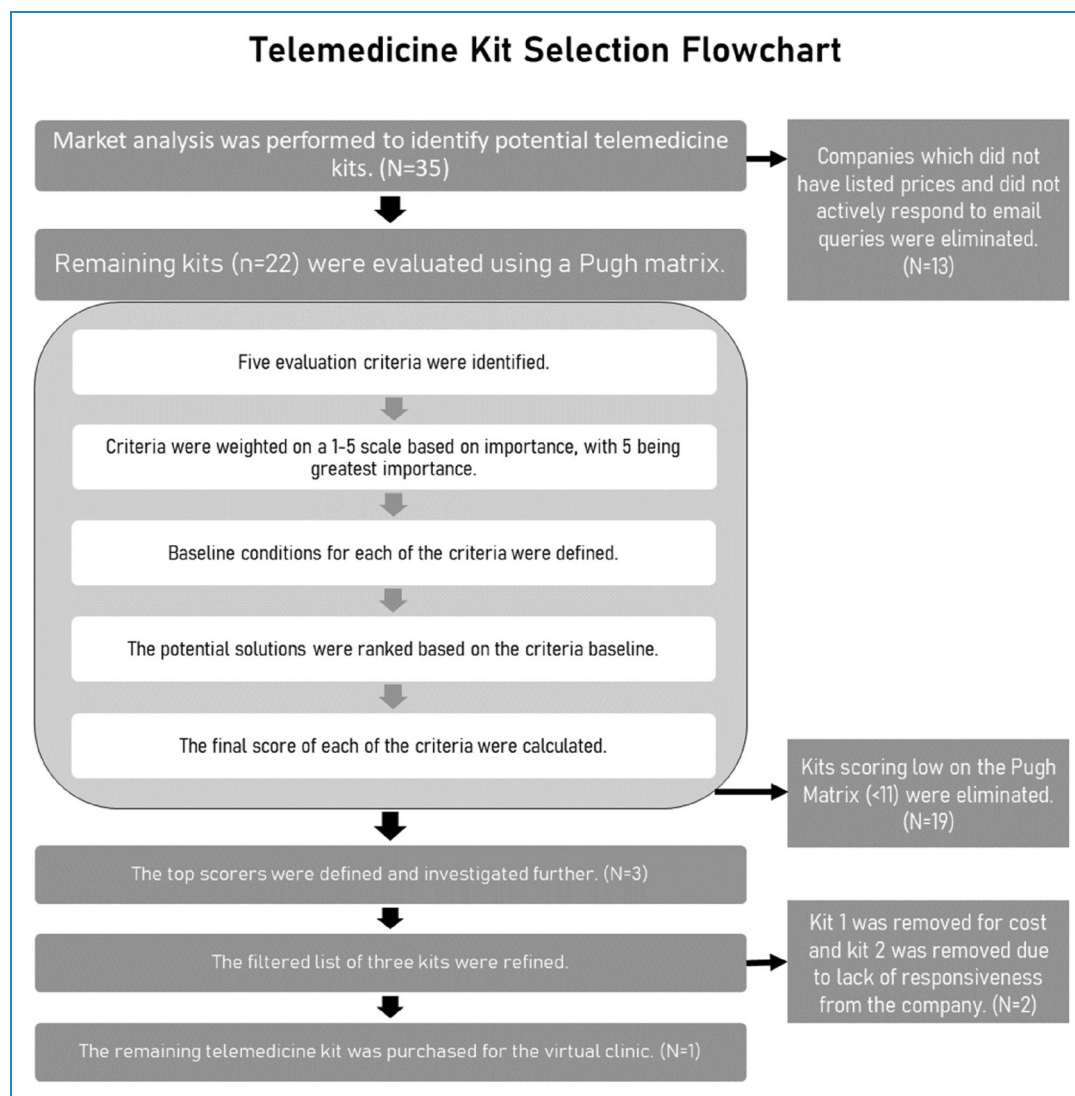 Telemedicine Kit Selection Flowchart
Market analysis was performed to identify potential telemedicine
kits. (N=35)
Companies which did
not have listed prices
and did not
actively respond to email
queries were eliminated.
(N=13)
Remaining kits (n=22) were evaluated using a Pugh matrix.
Five evaluation criteria were identified.
Criteria were weighted on a 1-5 scale based on importance, with 5 being
greatest importance.
Baseline conditions for each of the criteria were defined.
The potential solutions were ranked based on the criteria baseline.
The final score of each of the criteria were calculated.
Kits scoring low on the Pugh
Matrix (<11) were eliminated.
(N=19)
The top scorers were defined and investigated further. (N=3)
The filtered list of three kits were refined.
Kit 1 was removed for cost
and kit 2 was removed due
to lack of responsiveness
from the company. (N=2)
The remaining telemedicine kit was purchased for the virtual clinic. (N=1)